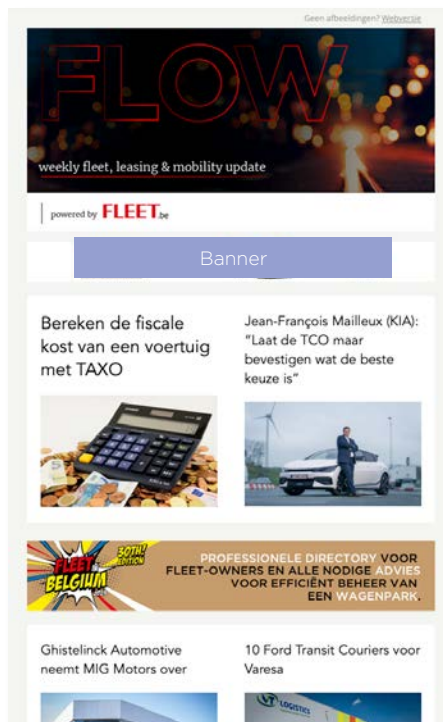 Geen afbeeldingen? Webversie
FLOW
weekly fleet, leasing & mobility update
powered by FLEET.be
Banner
Bereken de fiscale
kost van een voertuig
met TAXO
Jean-François Mailleux (KIA):
“Laat de TCO maar
bevestigen wat de beste
keuze is”
FLEET
BELGIUM
30TH!
EDITION
PROFESSIONELE DIRECTORY VOOR
FLEET-OWNERS EN ALLE NODIGE ADVIES
VOOR EFFICIËNT BEHEER VAN
EEN WAGENPARK.
Ghistelinck Automotive
neemt MIG Motors over
10 Ford Transit Couriers voor
Varesa
VT LOGISTICS